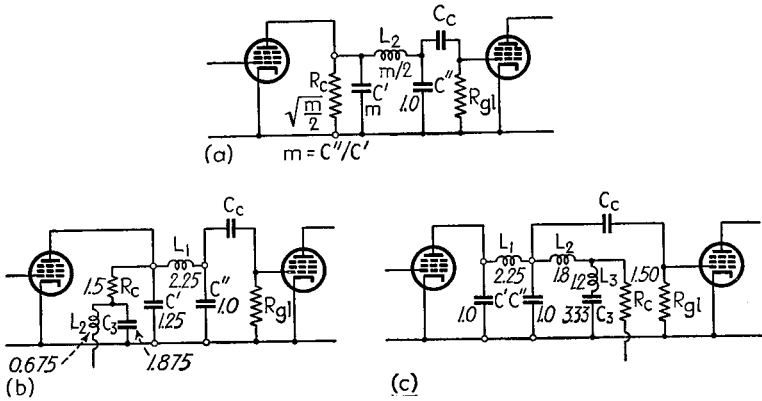 C_c
L_2
m/2
R_c
√m/2
C'
m
C''
1.0
R_gl
(a)
m = C''/C'
C_c
L_1
2.25
1.5
R_c
C'
1.25
C''
1.0
R_gl
L_2
C_3
0.675
1.875
(b)
C_c
L_1
2.25
L_2
1.8
L_3
1.2
1.50
C'
1.0
C''
1.0
3.33
C_3
R_c
R_gl
(c)